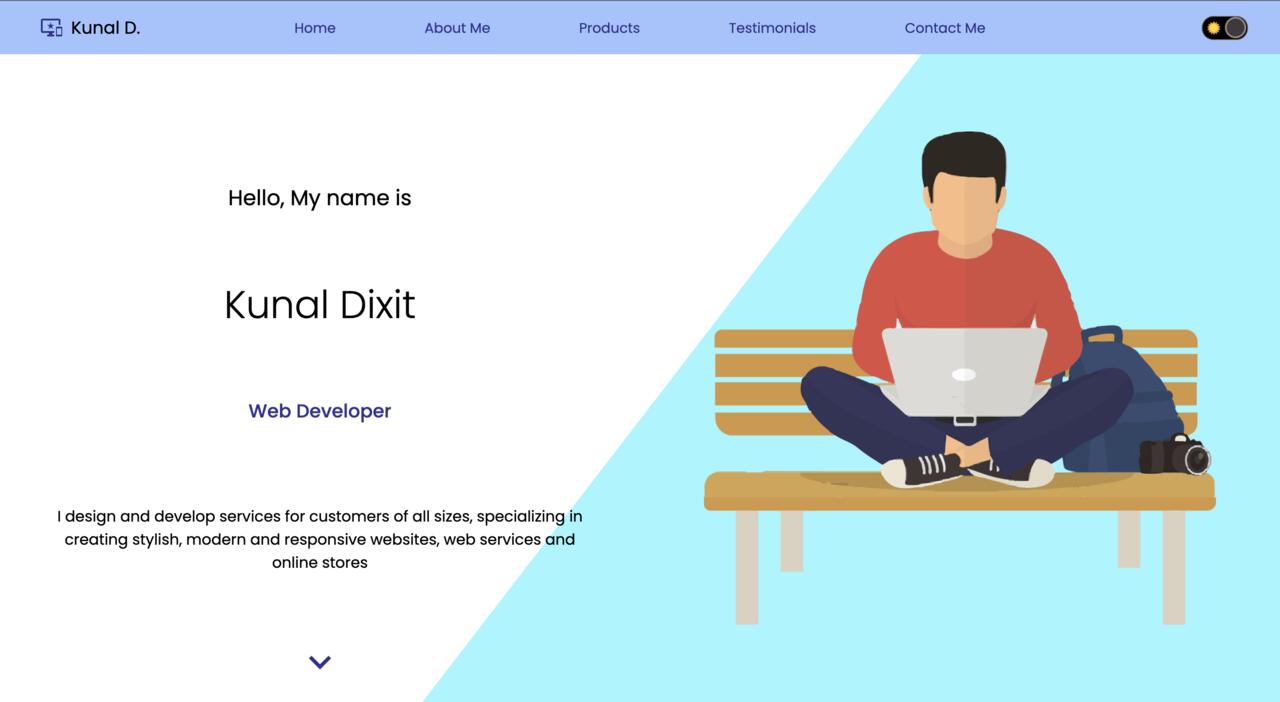 Kunal D.
Home
About Me
Products
Testimonials
Contact Me
Hello, My name is
Kunal Dixit
Web Developer
I design and develop services for customers of all sizes, specializing in
creating stylish, modern and responsive websites, web services and
online stores